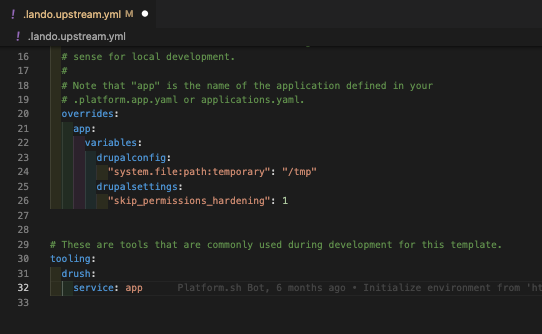 ! .lando.upstream.yml M
! .lando.upstream.yml
16 # sense for local development.
17 #
18 # Note that "app" is the name of the application defined in your
19 # .platform.app.yaml or applications.yaml.
20 overrides:
21 app:
22 variables:
23 drupalconfig:
24 "system.file:path:temporary": "/tmp"
25 drupalsettings:
26 "skip_permissions_hardening": 1
27
28
29 # These are tools that are commonly used during development for this template.
30 tooling:
31 drush:
32 service: app Platform.sh Bot, 6 months ago • Initialize environment from 'ht
33